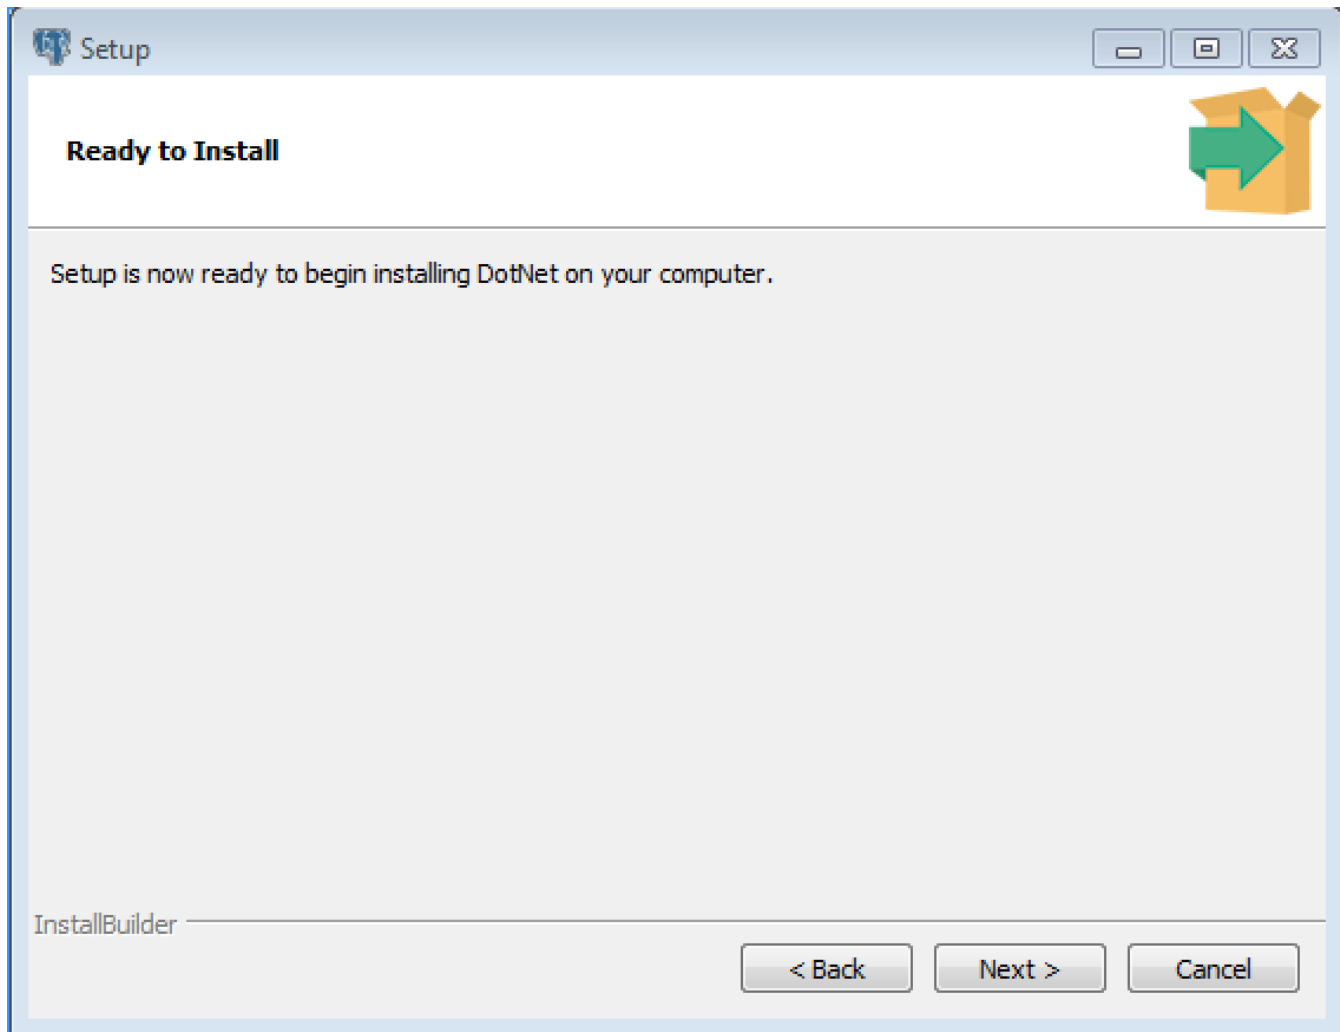 Setup
Ready to Install
Setup is now ready to begin installing DotNet on your computer.
InstallBuilder
< Back
Next >
Cancel